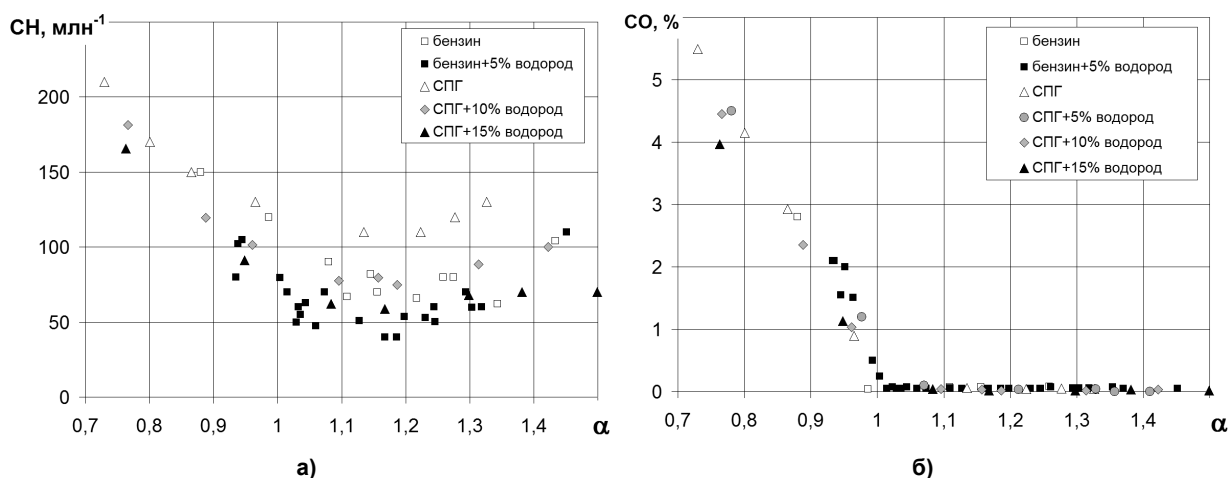 СН, млн-1
бензин
бензин+5% водород
СПГ
СПГ+10% водород
СПГ+15% водород
200
150
100
50
0
0,7 0,8 0,9 1 1,1 1,2 1,3 1,4 α
а)
СО, %
бензин
бензин+5% водород
СПГ
СПГ+5% водород
СПГ+10% водород
СПГ+15% водород
5
4
3
2
1
0
0,7 0,8 0,9 1 1,1 1,2 1,3 1,4 α
б)